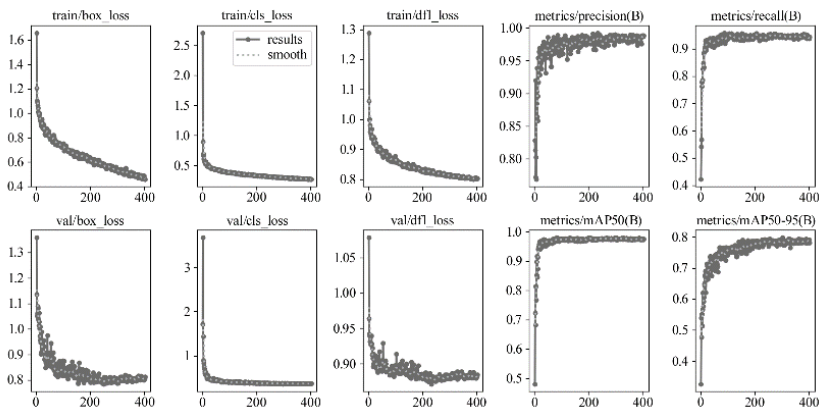 train/box_loss
1.6
1.4
1.2
1.0
0.8
0.6
0.4
0 200 400
train/cls_loss
2.5
2.0
1.5
1.0
0.5
results
smooth
0 200 400
train/dfl_loss
1.3
1.2
1.1
1.0
0.9
0.8
0 200 400
metrics/precision(B)
1.00
0.95
0.90
0.85
0.80
0 200 400
metrics/recall(B)
0.9
0.8
0.7
0.6
0.5
0.4
0 200 400
val/box_loss
1.3
1.2
1.1
1.0
0.9
0.8
0 200 400
val/cls_loss
3
2
1
0 200 400
val/dfl_loss
1.05
1.00
0.95
0.90
0 200 400
metrics/mAP50(B)
1.0
0.9
0.8
0.7
0.6
0.5
0 200 400
metrics/mAP50-95(B)
0.8
0.7
0.6
0.5
0.4
0 200 400